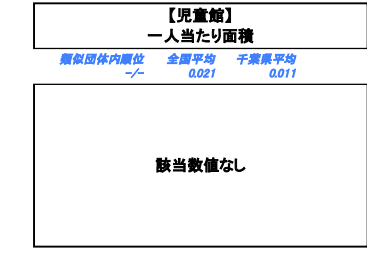 【児童館】
一人当たり面積
類似団体内順位 全国平均 千葉県平均
-/- 0.021 0.011
該当数値なし